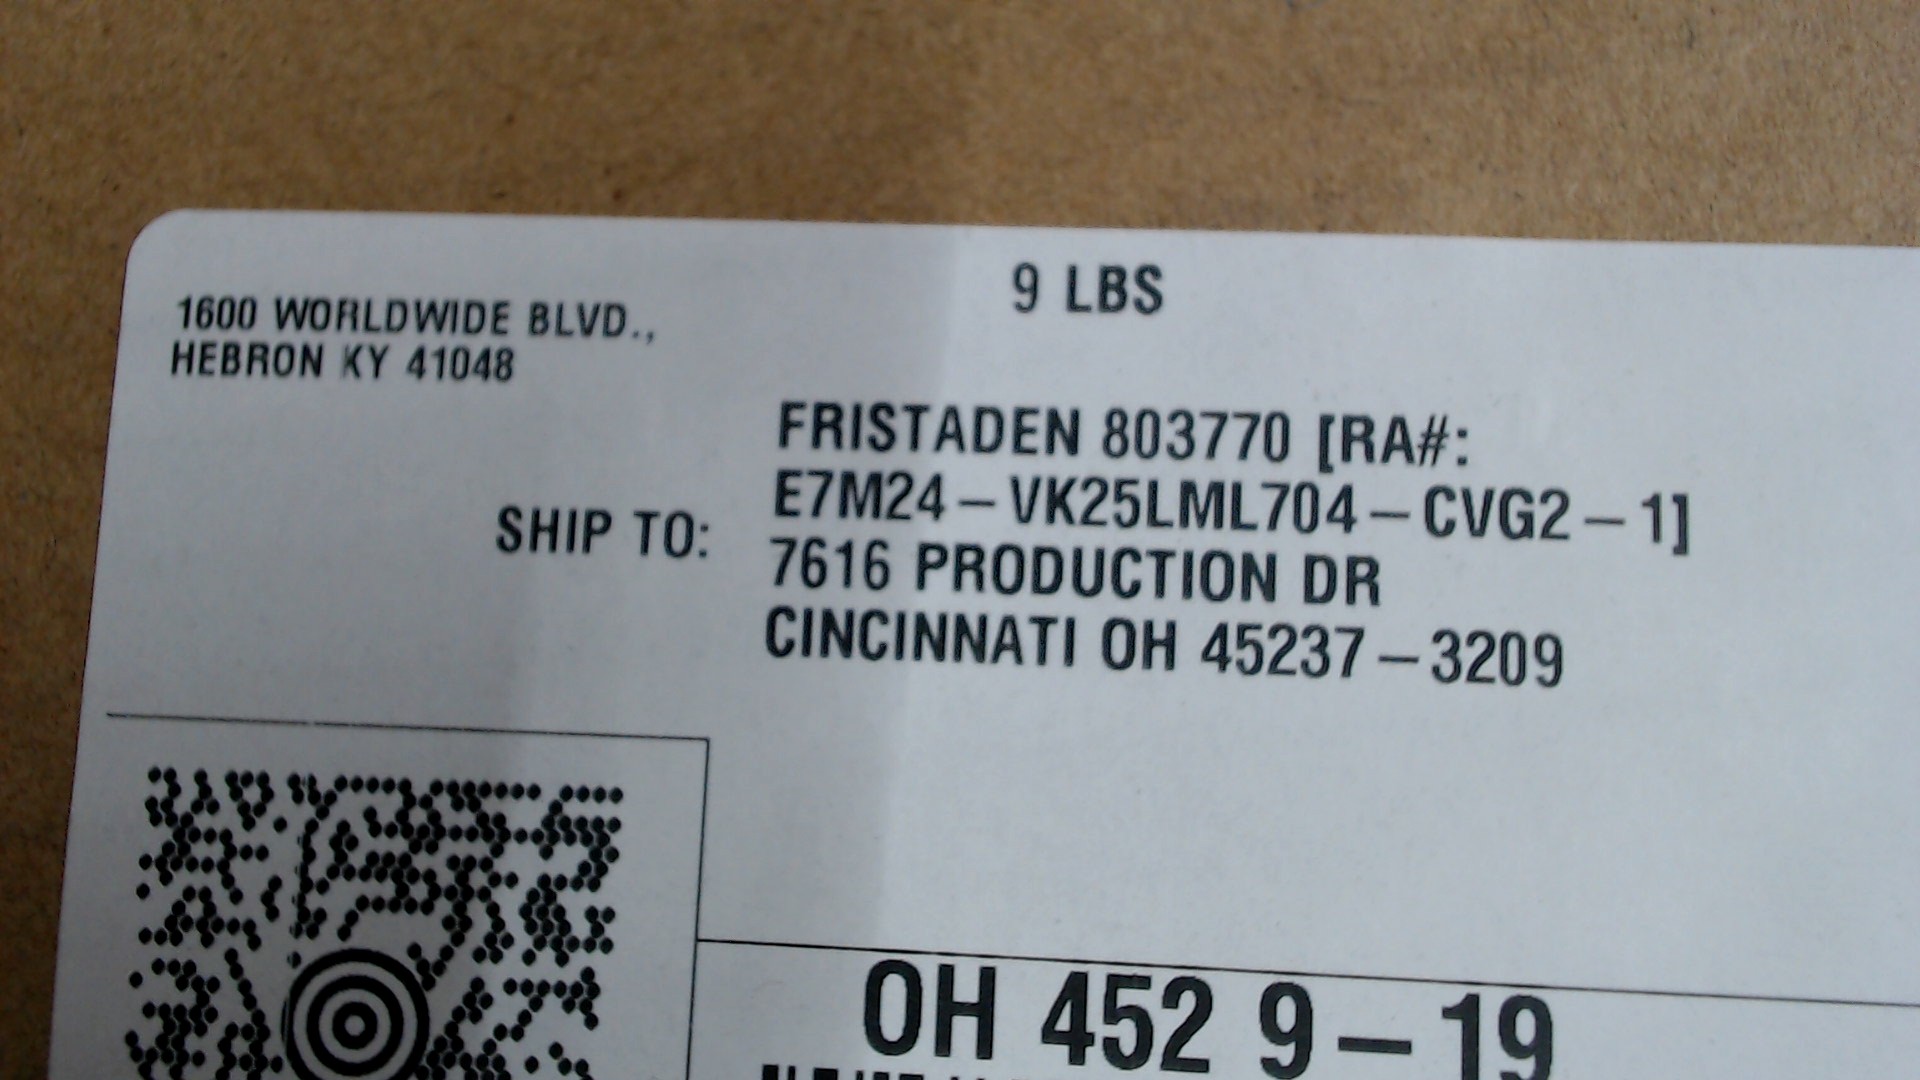 9 LBS
1600 WORLDWIDE BLVD.,
HEBRON KY 41048
SHIP TO:
FRISTADEN 803770 [RA#:
E7M24-VK25LML704-CVG2-1]
7616 PRODUCTION DR
CINCINNATI OH 45237-3209
OH 452 9-19